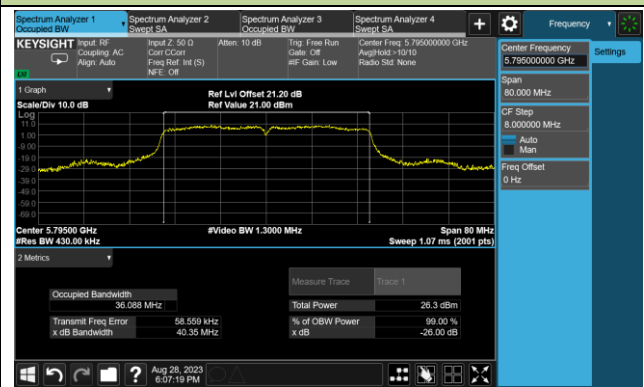 Spectrum Analyzer 1
Occupied BW
Spectrum Analyzer 2
Swept SA
Spectrum Analyzer 3
Occupied BW
Spectrum Analyzer 4
Swept SA
+
Frequency
KEYSIGHT
Input: RF
Coupling: AC
Align: Auto
Input Z: 50 Ω
Corr CCorr
Freq Ref: Int (S)
NFE: Off
Atten: 10 dB
Trig: Free Run
Gate: Off
#IF Gain: Low
Center Freq: 5.795000000 GHz
Avg|Hold:>10/10
Radio Std: None
LXI
Center Frequency
5.795000000 GHz
Settings
Span
80.000 MHz
CF Step
8.000000 MHz
Auto
Man
Freq Offset
0 Hz
1 Graph
Scale/Div 10.0 dB
Ref Lvl Offset 21.20 dB
Ref Value 21.00 dBm
Log
11.0
1.00
-9.00
-19.0
-29.0
-39.0
-49.0
-59.0
-69.0
Center 5.79500 GHz
#Res BW 430.00 kHz
#Video BW 1.3000 MHz
Span 80 MHz
Sweep 1.07 ms (2001 pts)
2 Metrics
Measure Trace
Trace 1
Occupied Bandwidth
36.088 MHz
Total Power
26.3 dBm
Transmit Freq Error
58.559 kHz
% of OBW Power
99.00 %
x dB Bandwidth
40.35 MHz
x dB
-26.00 dB
?
Aug 28, 2023
6:07:19 PM